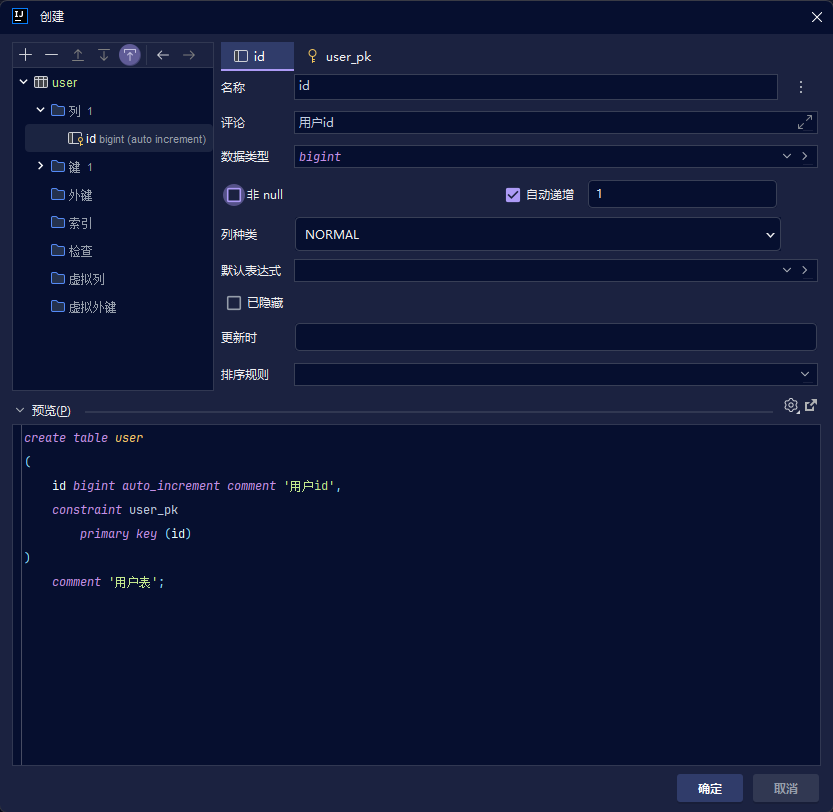 创建
user
列 1
id bigint (auto increment)
键 1
外键
索引
检查
虚拟列
虚拟外键
id
user_pk
名称
id
评论
用户id
数据类型
bigint
非 null
自动递增
1
列种类
NORMAL
默认表达式
已隐藏
更新时
排序规则
预览(P)
create table user
(
id bigint auto_increment comment '用户id',
constraint user_pk
primary key (id)
)
comment '用户表';
确定
取消